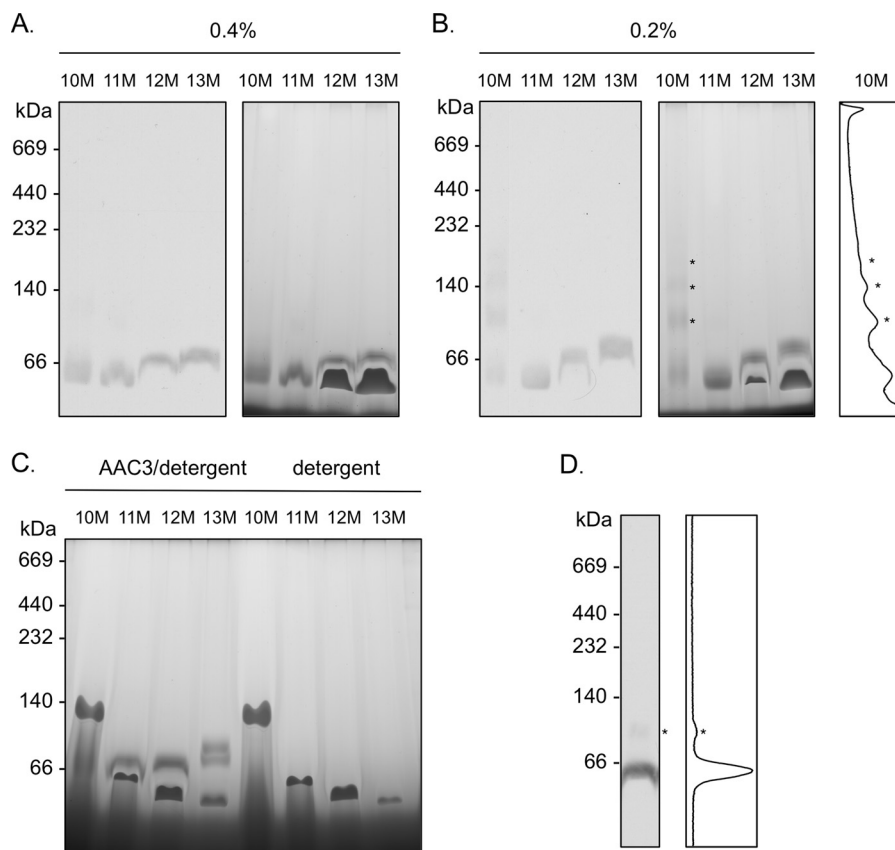 A.
0.4%
10M 11M 12M 13M 10M 11M 12M 13M
kDa
669
440
232
140
66
B.
0.2%
10M 11M 12M 13M 10M 11M 12M 13M 10M
kDa
669
440
232
140
66
*
*
*
*
*
*
C.
AAC3/detergent detergent
10M 11M 12M 13M 10M 11M 12M 13M
kDa
669
440
232
140
66
D.
kDa
669
440
232
140
66
* *